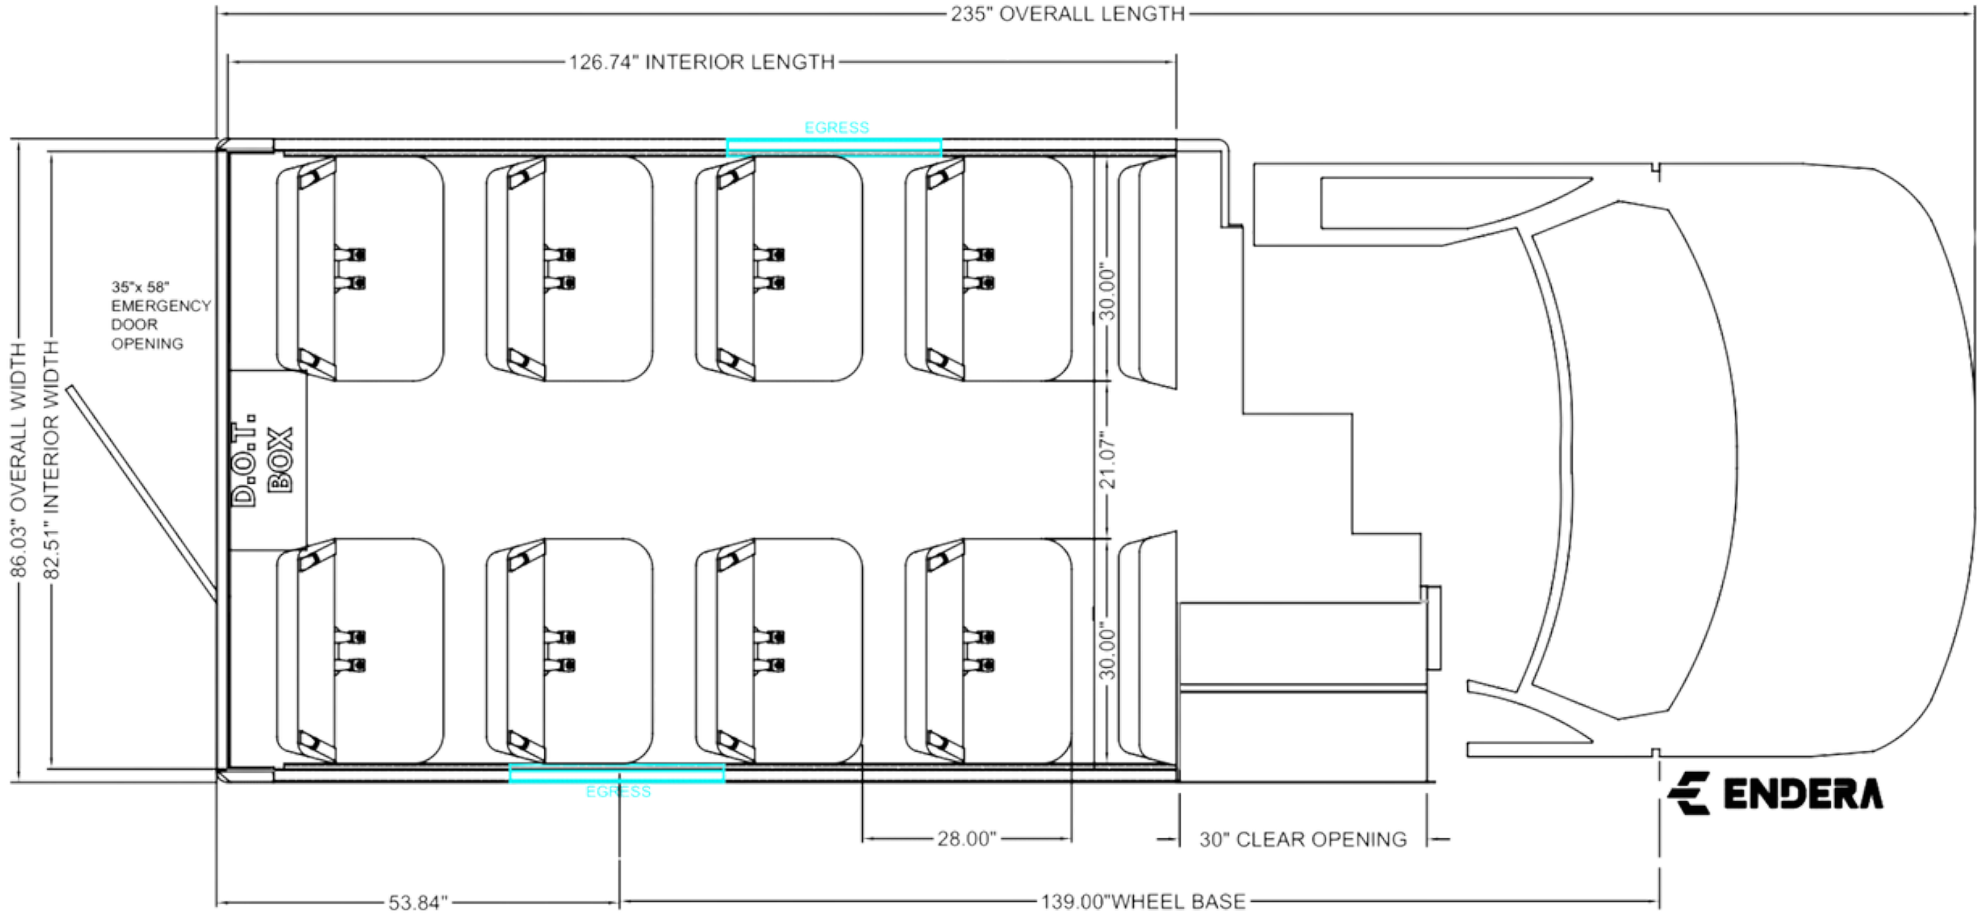 235" OVERALL LENGTH
126.74" INTERIOR LENGTH
EGRESS
86.03" OVERALL WIDTH
82.51" INTERIOR WIDTH
35"x 58"
EMERGENCY
DOOR
OPENING
D.O.T.
BOX
30.00"
21.07"
30.00"
EGRESS
ENDERA
28.00"
30" CLEAR OPENING
53.84"
139.00"WHEEL BASE